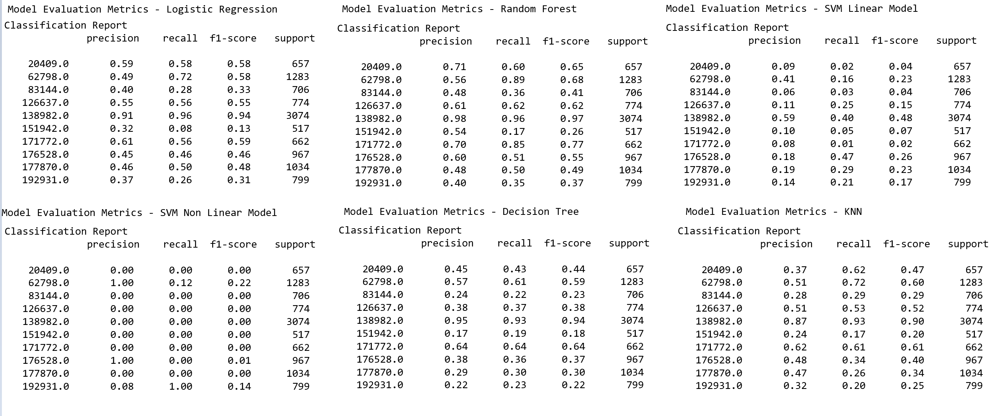 Model Evaluation Metrics - Logistic Regression
Classification Report
precision recall f1-score support
20409.0 0.59 0.58 0.58 657
62798.0 0.49 0.72 0.58 1283
83144.0 0.40 0.28 0.33 706
126637.0 0.55 0.56 0.55 774
138982.0 0.91 0.96 0.94 3074
151942.0 0.32 0.08 0.13 517
171772.0 0.61 0.56 0.59 662
176528.0 0.45 0.46 0.46 967
177870.0 0.46 0.50 0.48 1034
192931.0 0.37 0.26 0.31 799
Model Evaluation Metrics - Random Forest
Classification Report
precision recall f1-score support
20409.0 0.71 0.60 0.65 657
62798.0 0.56 0.89 0.68 1283
83144.0 0.48 0.36 0.41 706
126637.0 0.61 0.62 0.62 774
138982.0 0.98 0.96 0.97 3074
151942.0 0.54 0.17 0.26 517
171772.0 0.70 0.85 0.77 662
176528.0 0.60 0.51 0.55 967
177870.0 0.48 0.50 0.49 1034
192931.0 0.40 0.35 0.37 799
Model Evaluation Metrics - SVM Linear Model
Classification Report
precision recall f1-score support
20409.0 0.09 0.02 0.04 657
62798.0 0.41 0.16 0.23 1283
83144.0 0.06 0.03 0.04 706
126637.0 0.11 0.25 0.15 774
138982.0 0.59 0.40 0.48 3074
151942.0 0.10 0.05 0.07 517
171772.0 0.08 0.01 0.02 662
176528.0 0.18 0.47 0.26 967
177870.0 0.19 0.29 0.23 1034
192931.0 0.14 0.21 0.17 799
Model Evaluation Metrics - SVM Non Linear Model
Classification Report
precision recall f1-score support
20409.0 0.00 0.00 0.00 657
62798.0 1.00 0.12 0.22 1283
83144.0 0.00 0.00 0.00 706
126637.0 0.00 0.00 0.00 774
138982.0 0.00 0.00 0.00 3074
151942.0 0.00 0.00 0.00 517
171772.0 0.00 0.00 0.00 662
176528.0 1.00 0.00 0.01 967
177870.0 0.00 0.00 0.00 1034
192931.0 0.08 1.00 0.14 799
Model Evaluation Metrics - Decision Tree
Classification Report
precision recall f1-score support
20409.0 0.45 0.43 0.44 657
62798.0 0.57 0.61 0.59 1283
83144.0 0.24 0.22 0.23 706
126637.0 0.38 0.37 0.38 774
138982.0 0.95 0.93 0.94 3074
151942.0 0.17 0.19 0.18 517
171772.0 0.64 0.64 0.64 662
176528.0 0.38 0.36 0.37 967
177870.0 0.29 0.30 0.30 1034
192931.0 0.22 0.23 0.22 799
Model Evaluation Metrics - KNN
Classification Report
precision recall f1-score support
20409.0 0.37 0.62 0.47 657
62798.0 0.51 0.72 0.60 1283
83144.0 0.28 0.29 0.29 706
126637.0 0.51 0.53 0.52 774
138982.0 0.87 0.93 0.90 3074
151942.0 0.24 0.17 0.20 517
171772.0 0.62 0.61 0.61 662
176528.0 0.48 0.34 0.40 967
177870.0 0.47 0.26 0.34 1034
192931.0 0.32 0.20 0.25 799